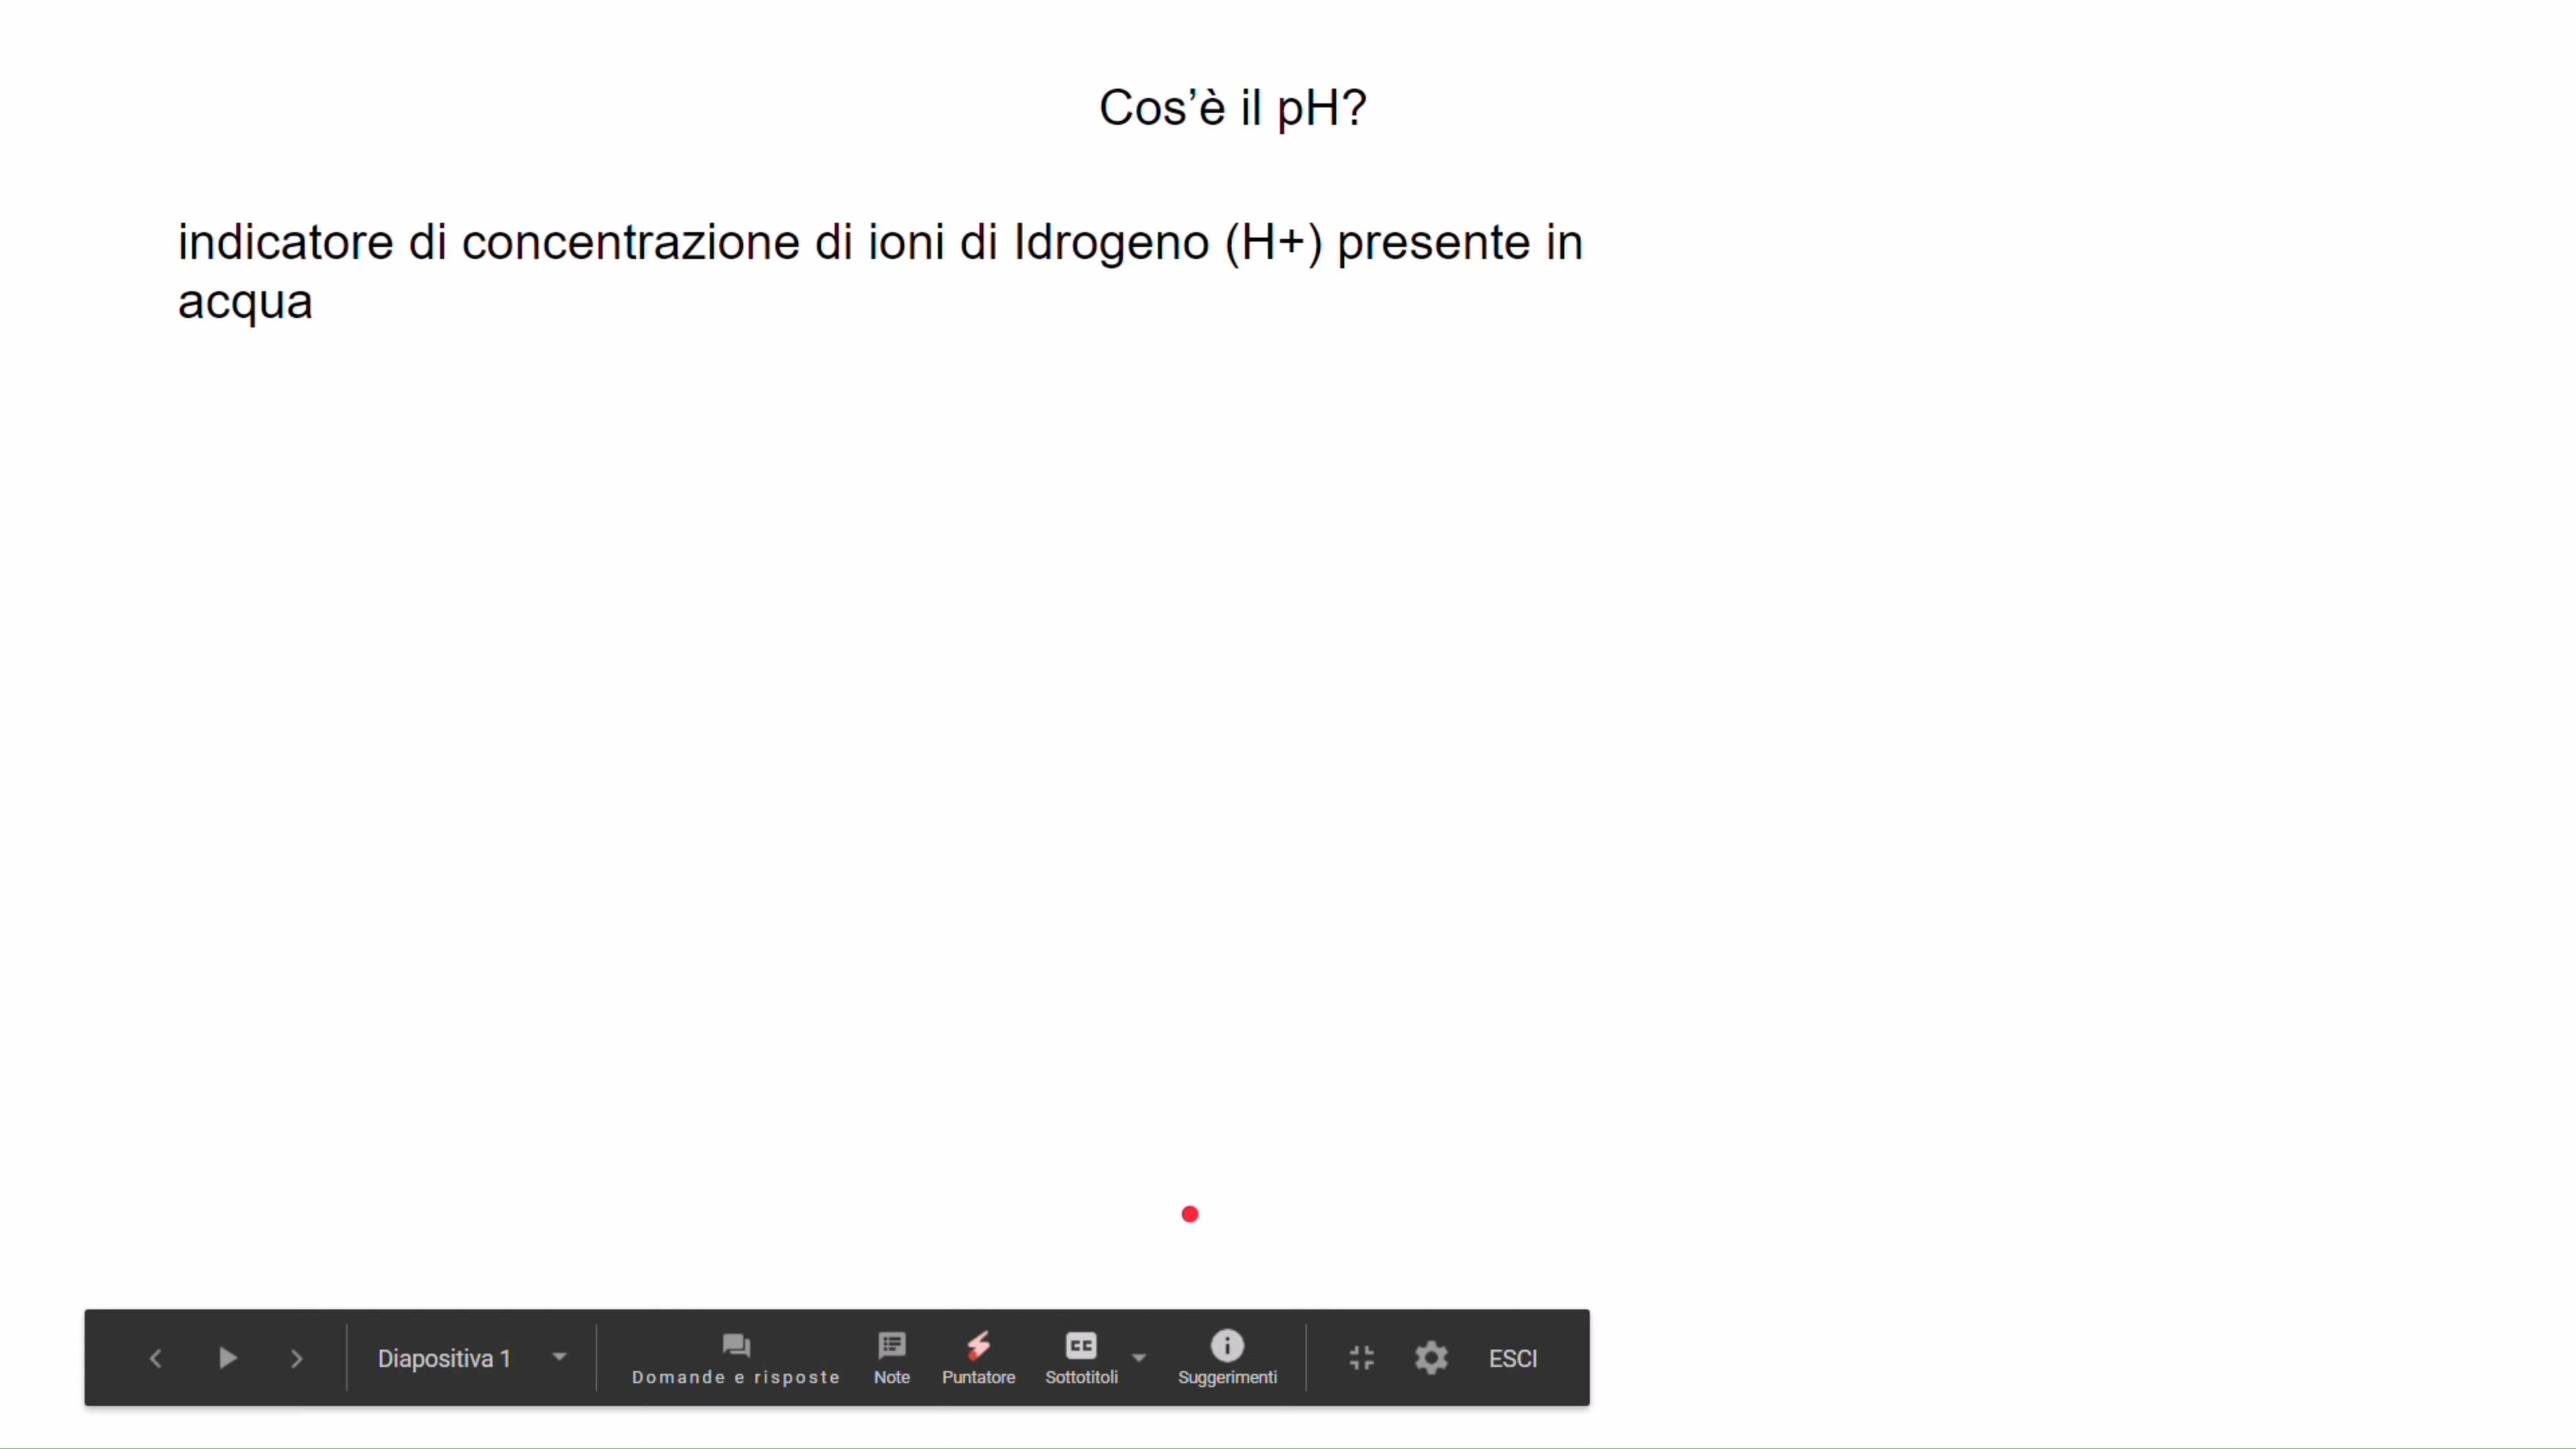 Cos’è il pH?
indicatore di concentrazione di ioni di Idrogeno (H+) presente in
acqua
Diapositiva 1
Domande e risposte
Note
Puntatore
Sottotitoli
Suggerimenti
ESCI